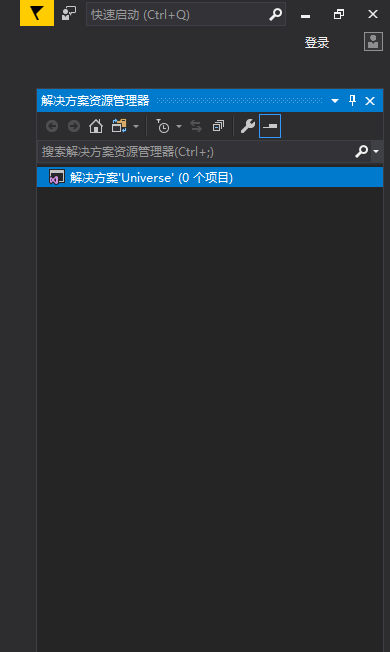 快速启动 (Ctrl+Q)
登录
解决方案资源管理器
搜索解决方案资源管理器(Ctrl+;)
解决方案'Universe' (0 个项目)